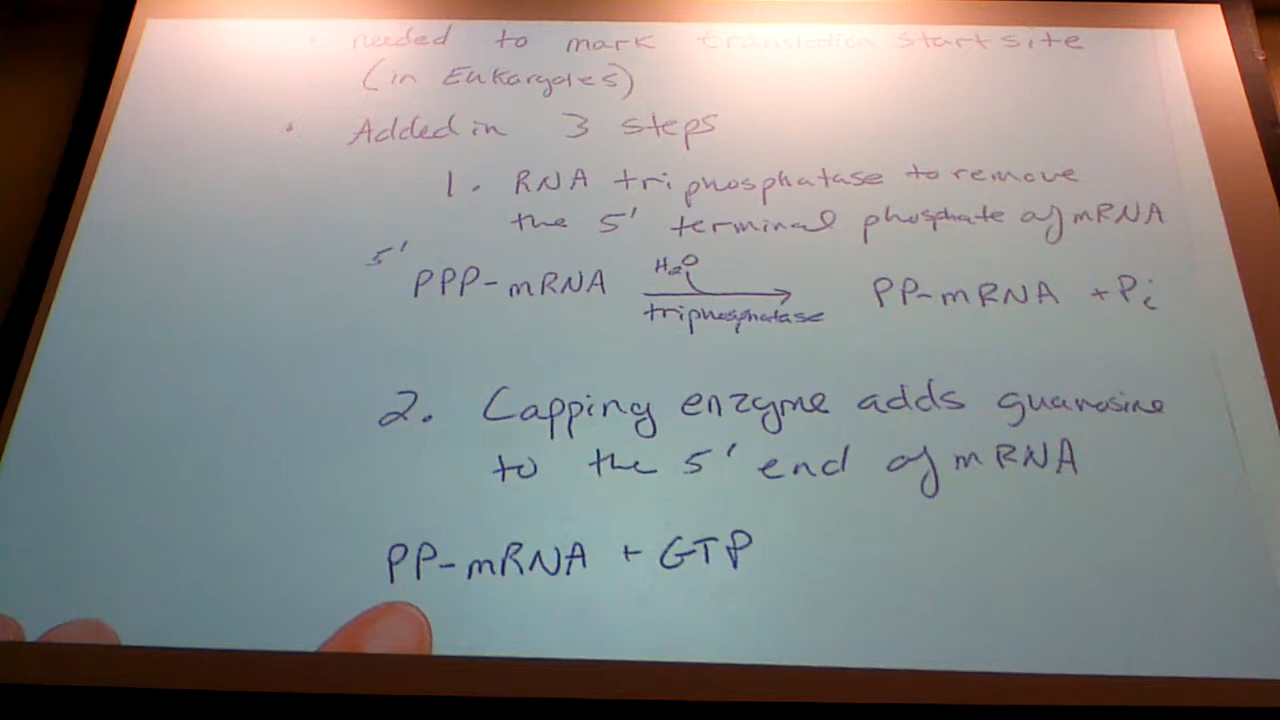 needed to mark translation start site
(in Eukaryotes)
• Added in 3 steps
1. RNA triphosphatase to remove
the 5' terminal phosphate of mRNA
5' PPP-mRNA H2O triphosphatase PP-mRNA + Pi
2. Capping enzyme adds guanosine
to the 5' end of mRNA
PP-mRNA + GTP